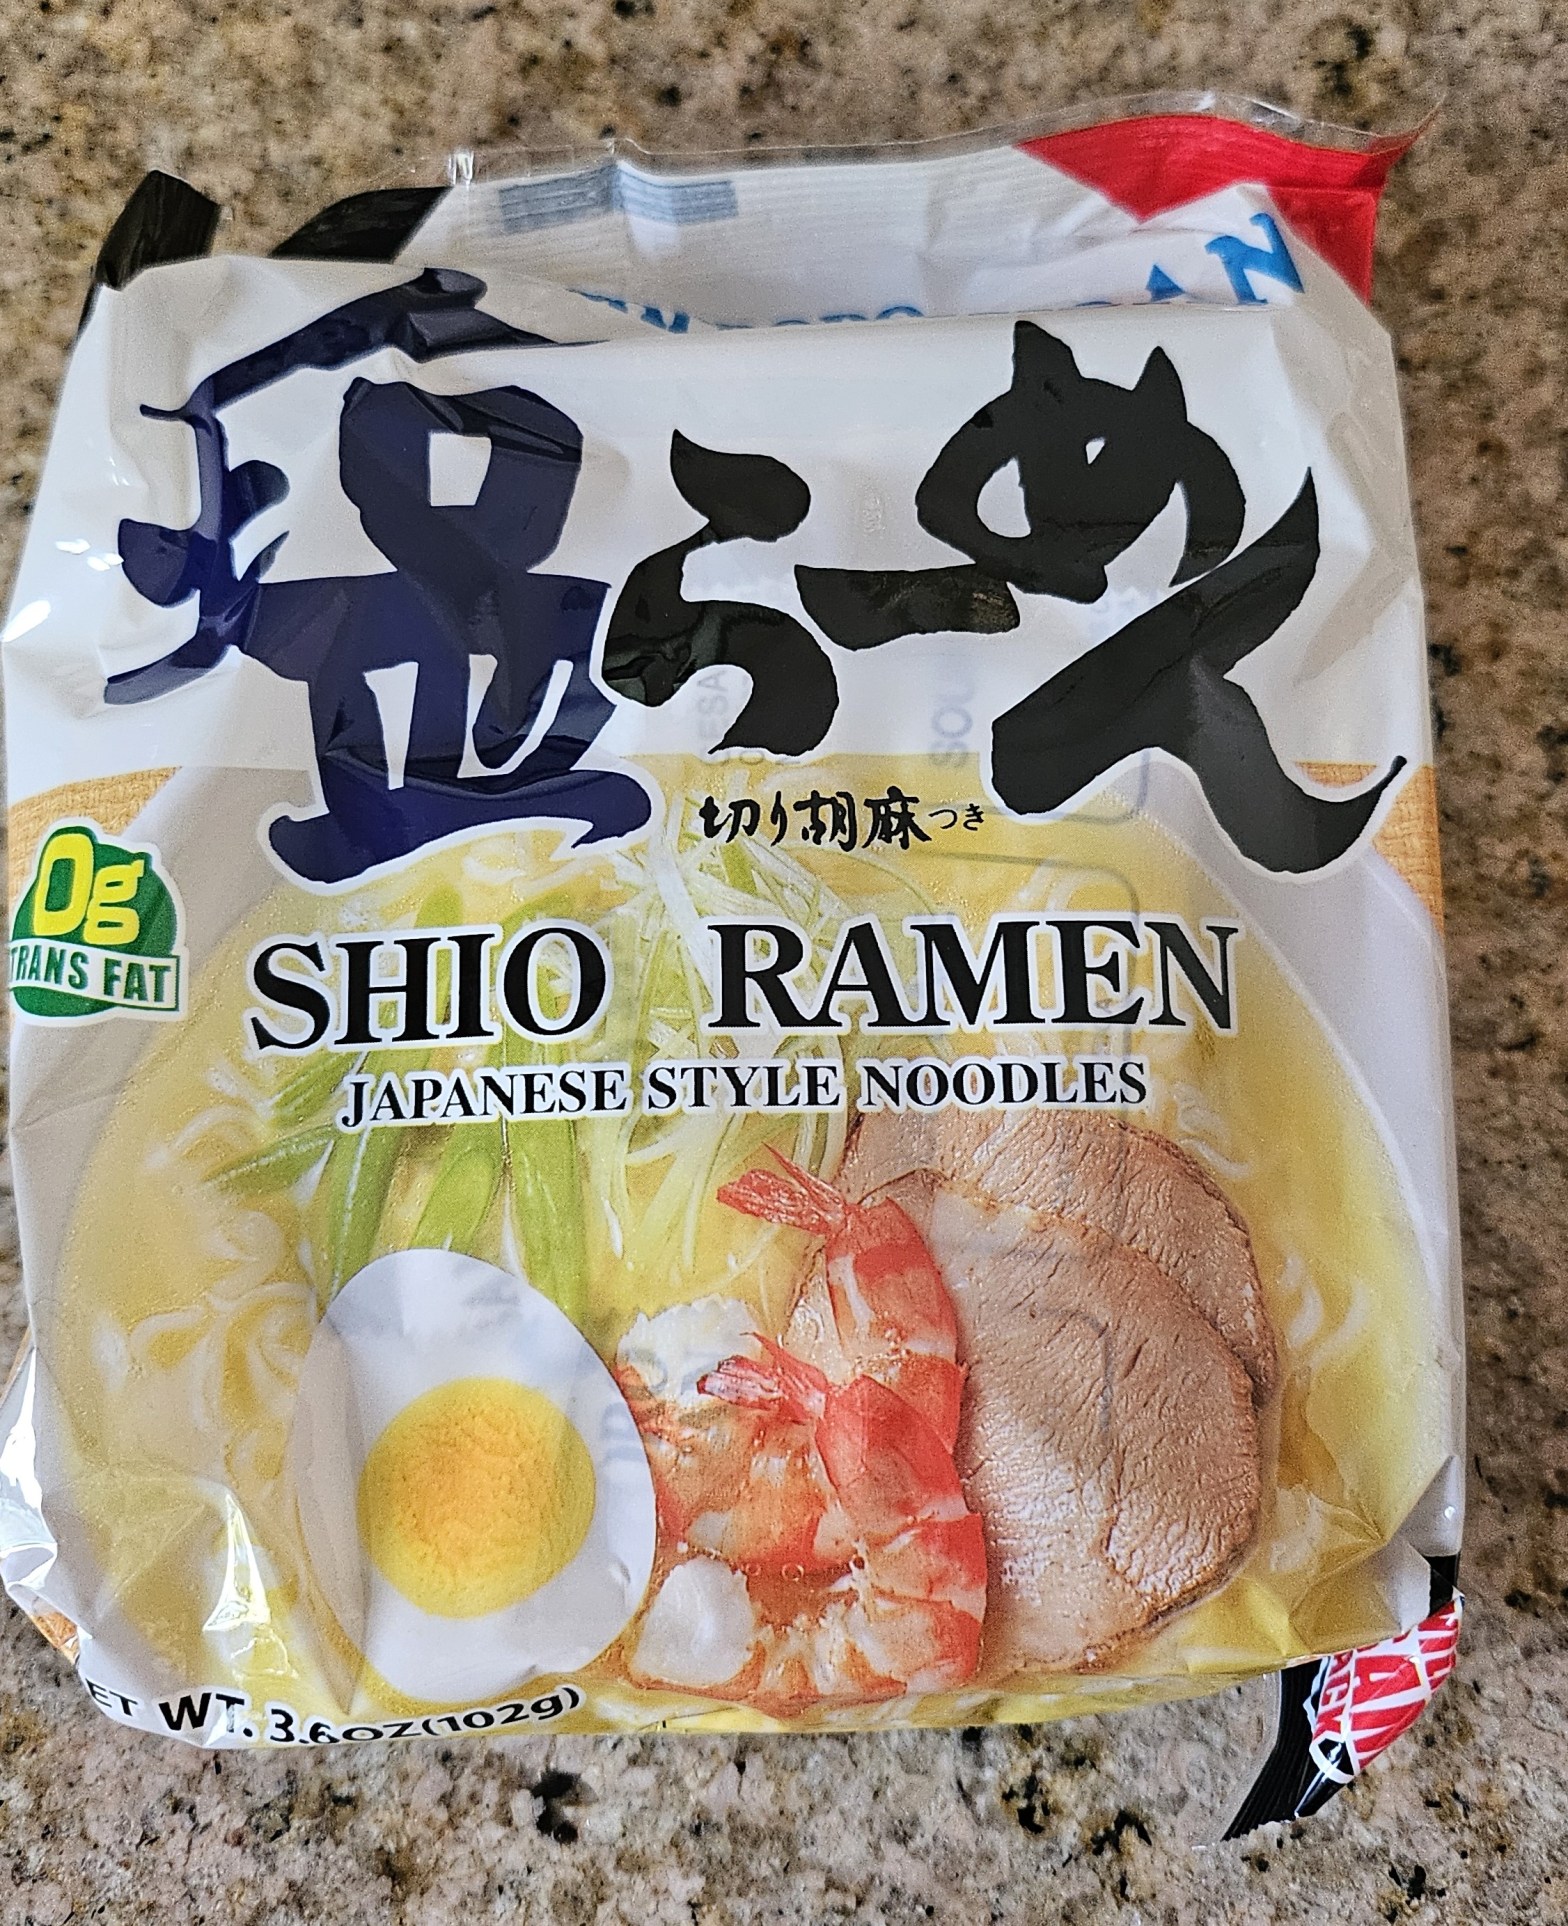 塩らーめん
切り胡麻つき
0g
TRANS FAT
SHIO RAMEN
JAPANESE STYLE NOODLES
WT. 3.6OZ(102g)